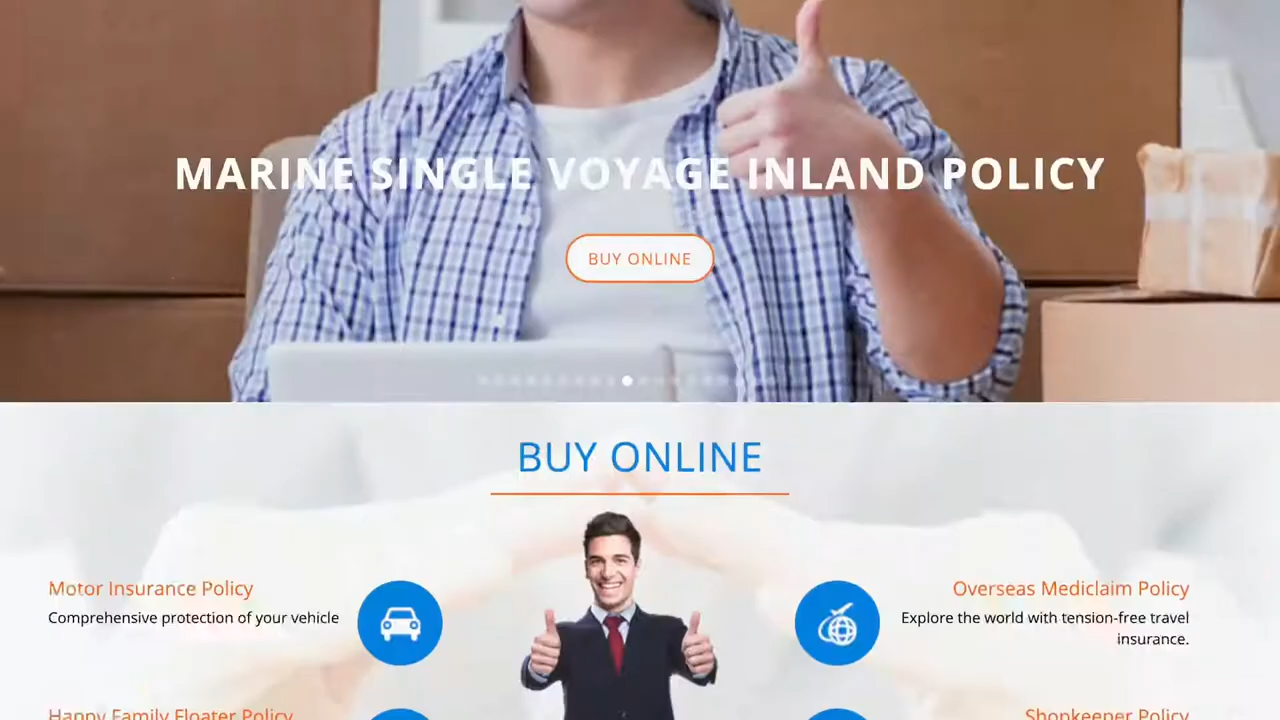 MARINE SINGLE VOYAGE INLAND POLICY
BUY ONLINE
BUY ONLINE
Motor Insurance Policy
Comprehensive protection of your vehicle
Overseas Mediclaim Policy
Explore the world with tension-free travel
insurance.
Happy Family Floater Policy
Shopkeeper Policy